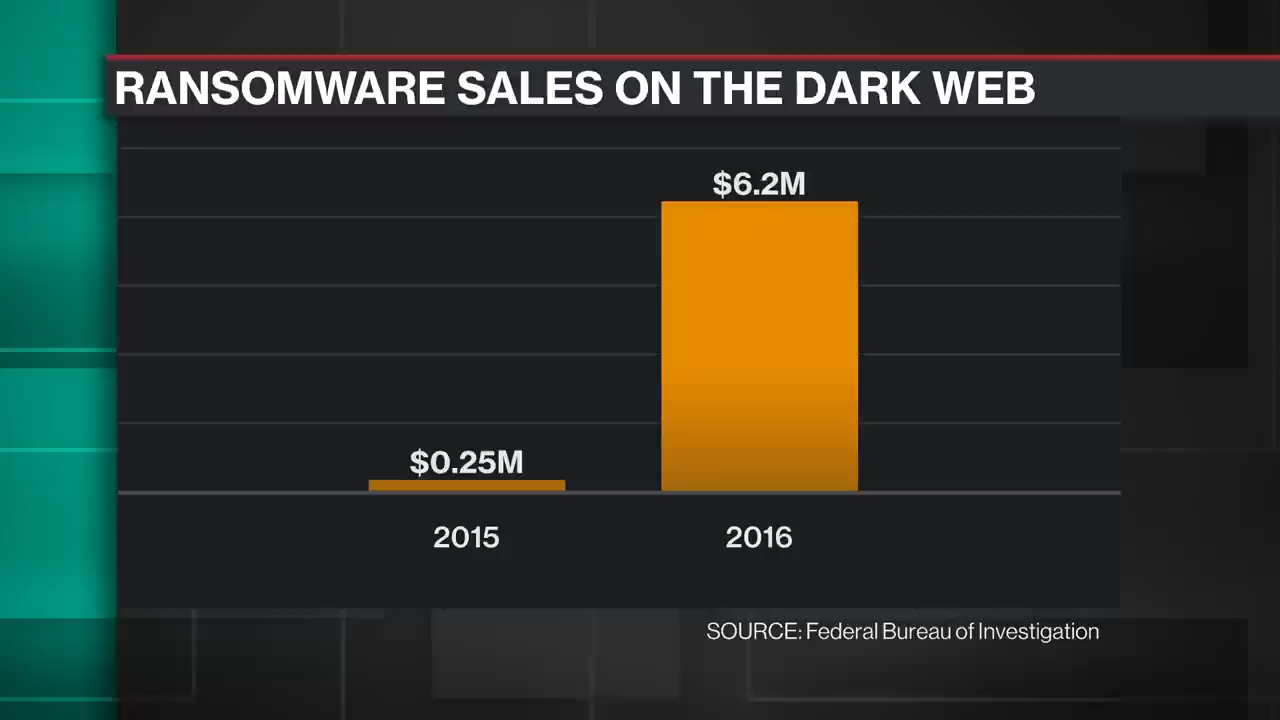 RANSOMWARE SALES ON THE DARK WEB
$6.2M
$0.25M
2015 2016
SOURCE: Federal Bureau of Investigation